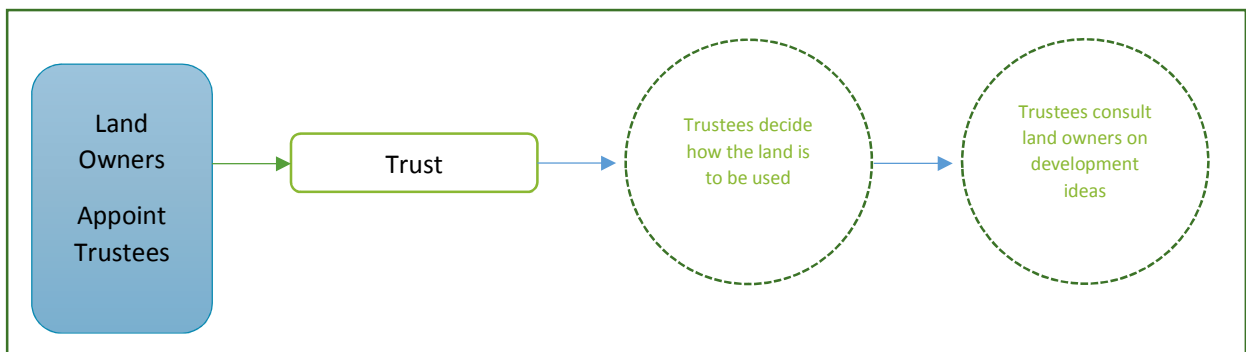 Land
Owners
Appoint
Trustees
Trust
Trustees decide
how the land is
to be used
Trustees consult
land owners on
development
ideas